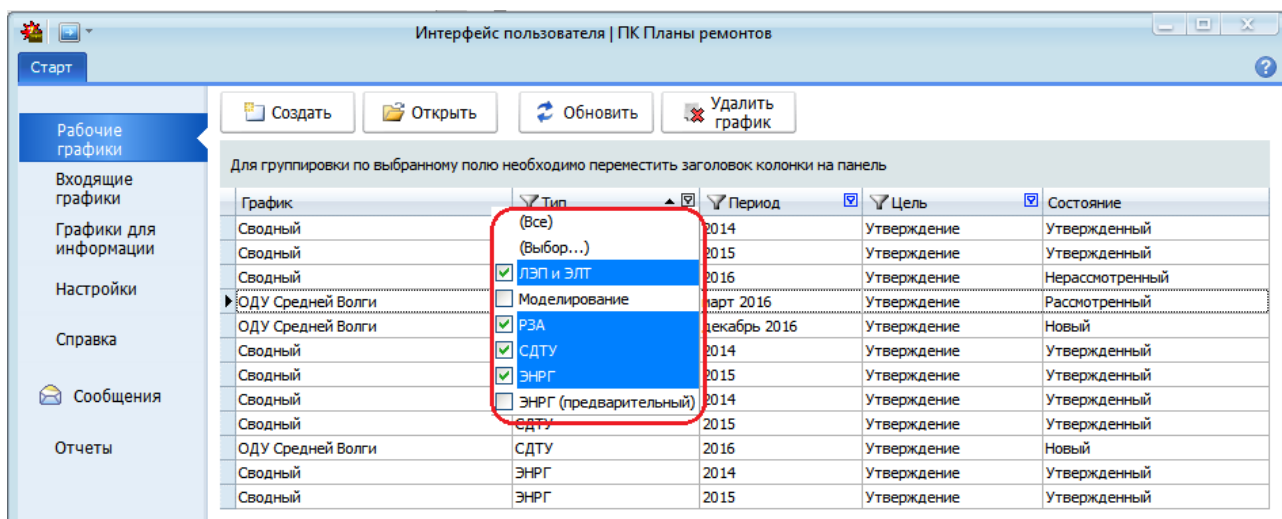 Интерфейс пользователя | ПК Планы ремонтов
Старт
Создать
Открыть
Обновить
Удалить
график
Рабочие
графики
Входящие
графики
Графики для
информации
Настройки
Справка
Сообщения
Отчеты
Для группировки по выбранному полю необходимо переместить заголовок колонки на панель
График Тип Период Цель Состояние
Сводный 2014 Утверждение Утвержденный
Сводный 2015 Утверждение Утвержденный
Сводный 2016 Утверждение Нерассмотренный
ОДУ Средней Волги март 2016 Утверждение Рассмотренный
ОДУ Средней Волги декабрь 2016 Утверждение Новый
Сводный 2014 Утверждение Утвержденный
Сводный 2015 Утверждение Утвержденный
Сводный 2014 Утверждение Утвержденный
Сводный СДТУ 2015 Утверждение Утвержденный
ОДУ Средней Волги СДТУ 2016 Утверждение Новый
Сводный ЭНРГ 2014 Утверждение Утвержденный
Сводный ЭНРГ 2015 Утверждение Утвержденный
(Все)
(Выбор...)
ЛЭП и ЭЛТ
Моделирование
РЗА
СДТУ
ЭНРГ
ЭНРГ (предварительный)